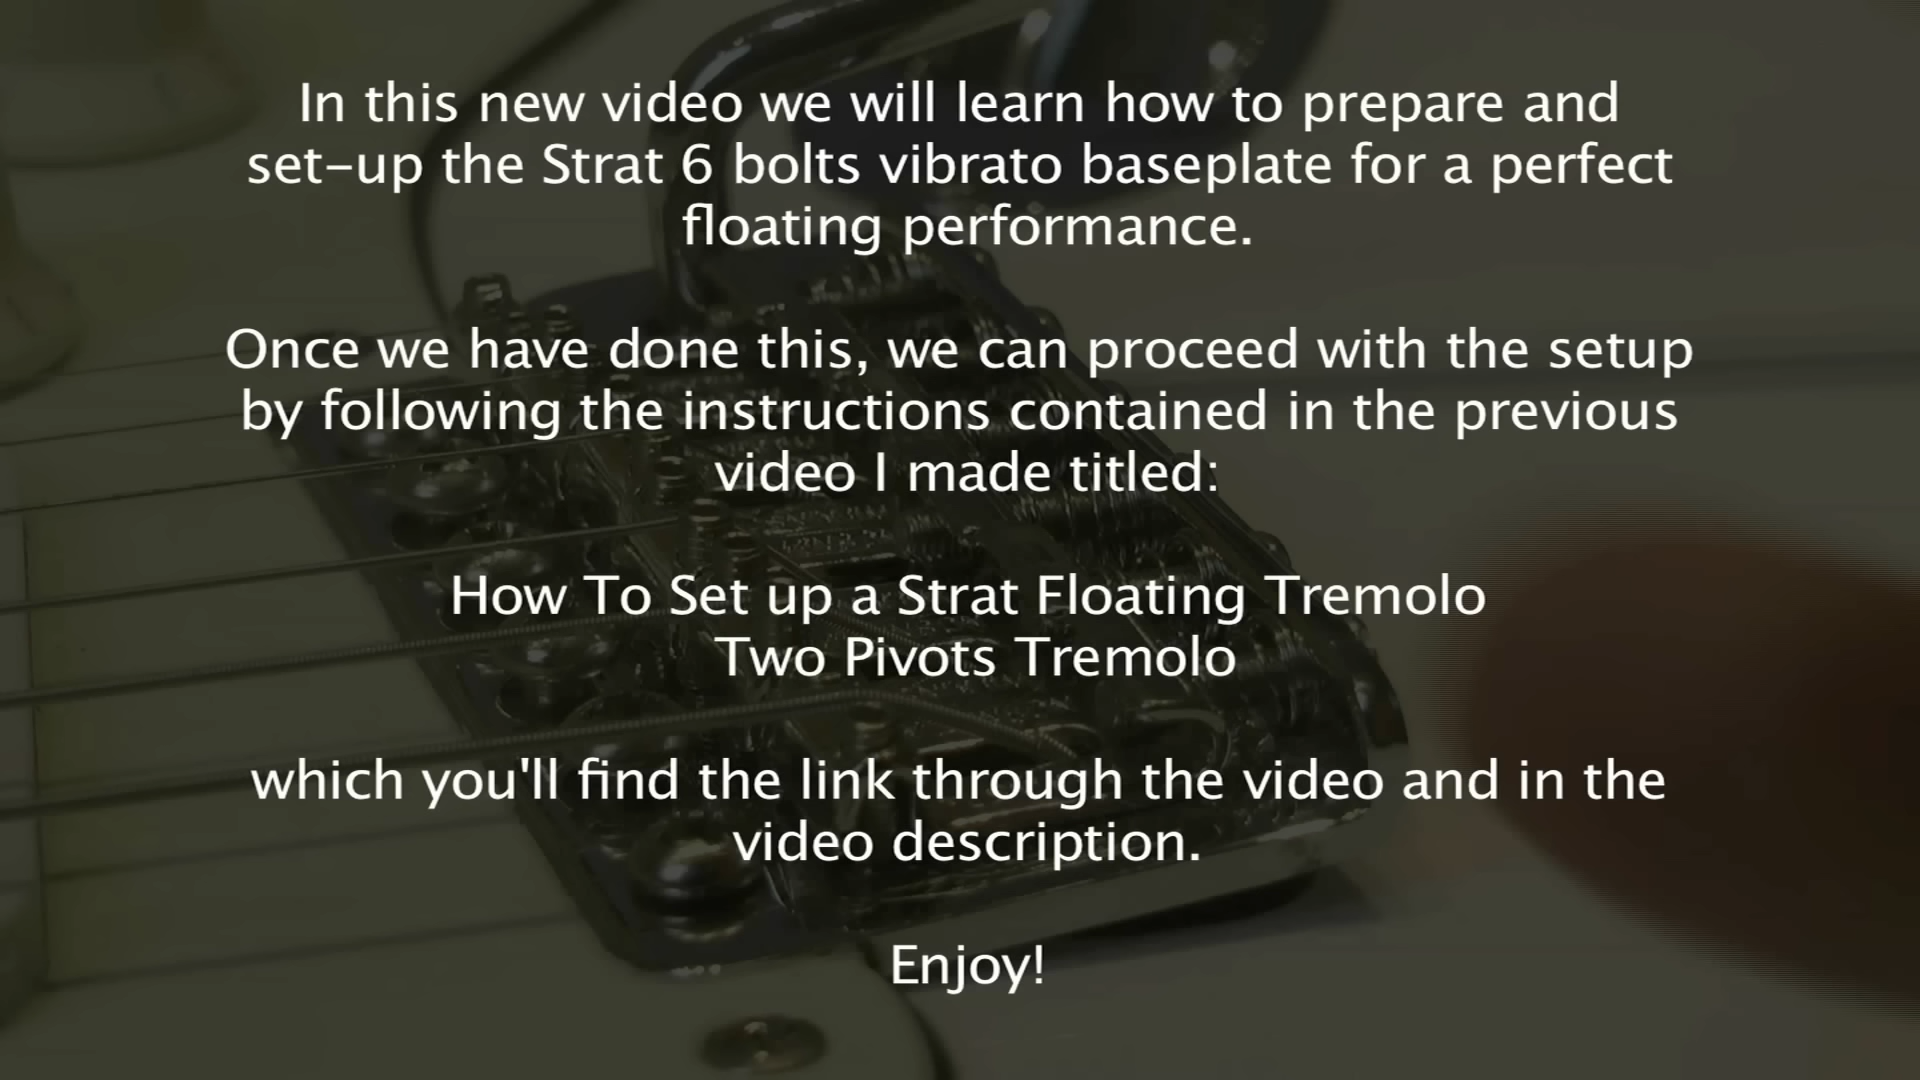 In this new video we will learn how to prepare and
set-up the Strat 6 bolts vibrato baseplate for a perfect
floating performance.
Once we have done this, we can proceed with the setup
by following the instructions contained in the previous
video I made titled:
How To Set up a Strat Floating Tremolo
Two Pivots Tremolo
which you'll find the link through the video and in the
video description.
Enjoy!